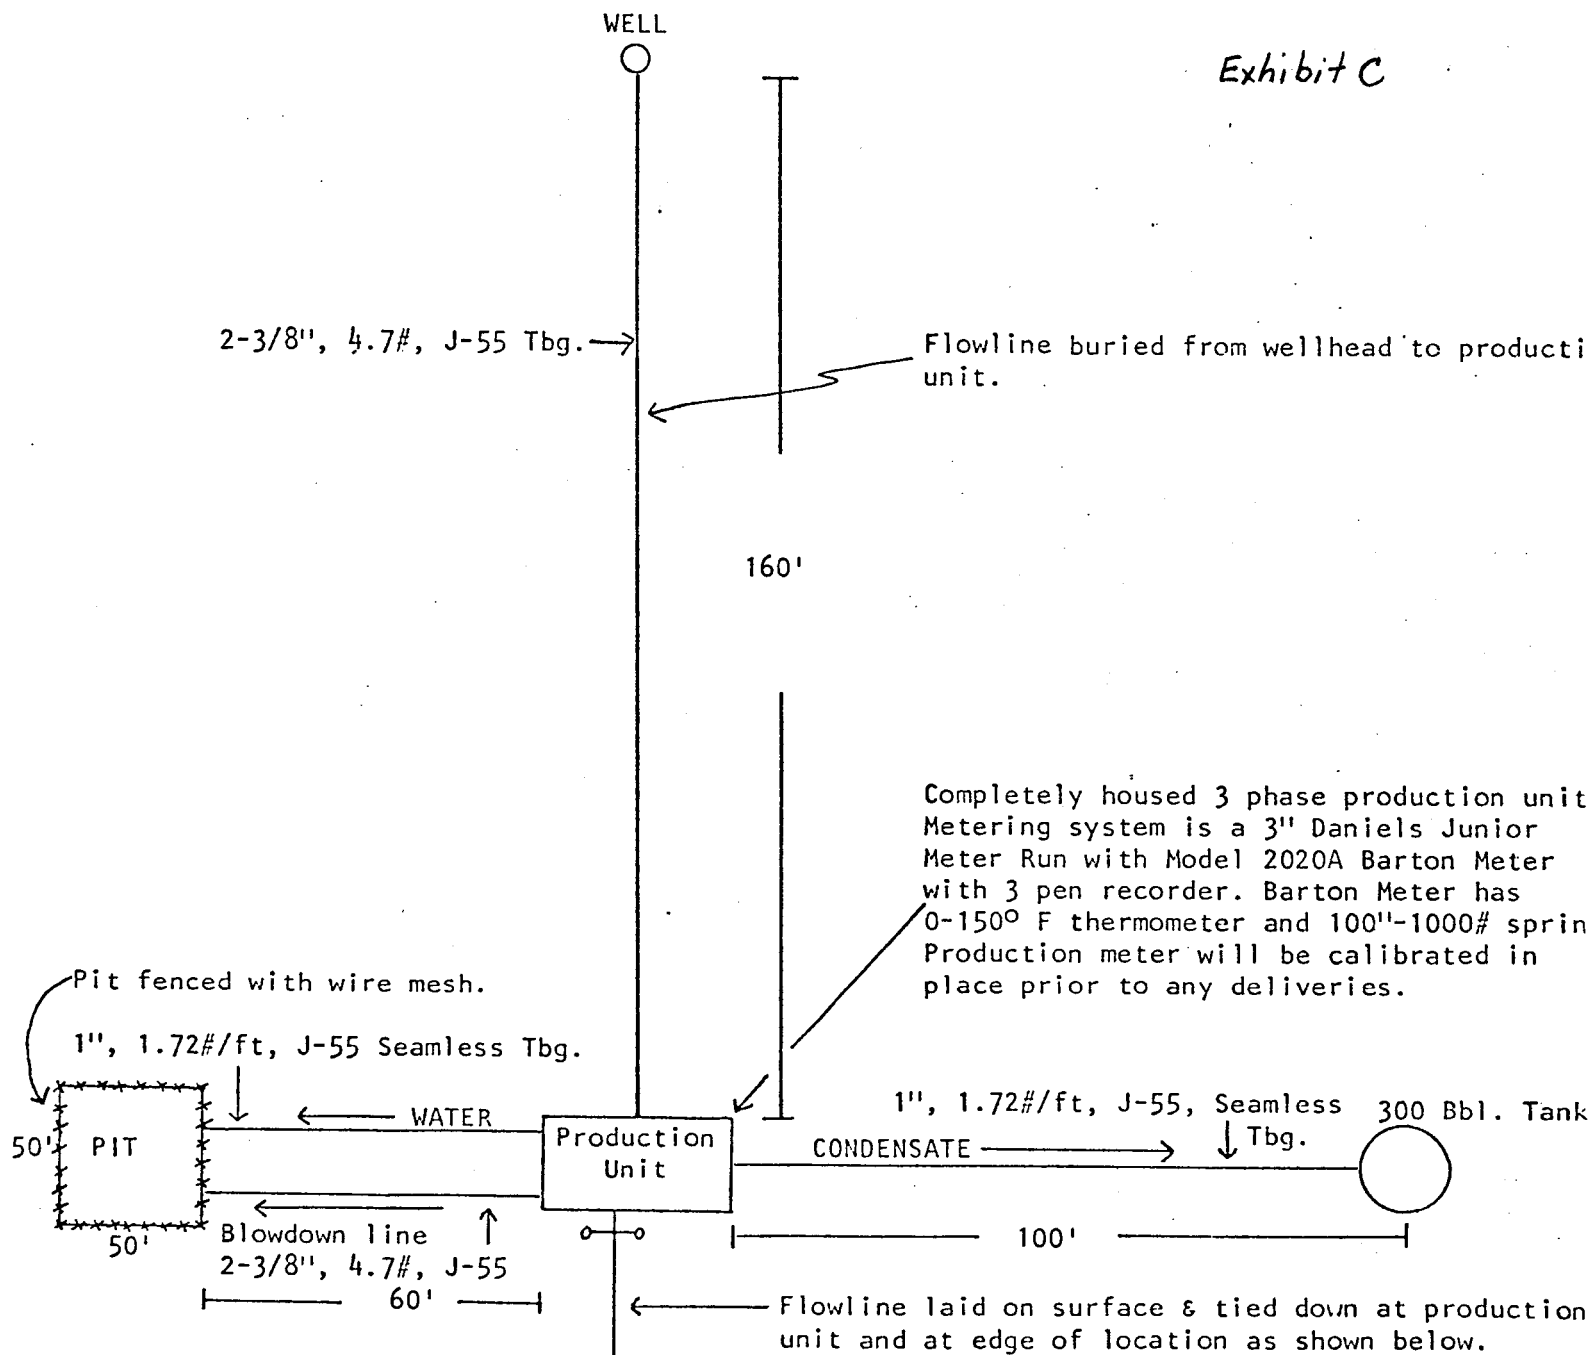 WELL
Exhibit C
2-3/8", 4.7#, J-55 Tbg.
Flowline buried from wellhead to producti
unit.
160'
Completely housed 3 phase production unit
Metering system is a 3" Daniels Junior
Meter Run with Model 2020A Barton Meter
with 3 pen recorder. Barton Meter has
0-150° F thermometer and 100"-1000# sprin
Production meter will be calibrated in
place prior to any deliveries.
Pit fenced with wire mesh.
1", 1.72#/ft, J-55 Seamless Tbg.
WATER
50'
PIT
50'
Production
Unit
1", 1.72#/ft, J-55, Seamless
Tbg.
300 Bbl. Tank
CONDENSATE
Blowdown line
2-3/8", 4.7#, J-55
60'
100'
Flowline laid on surface & tied down at production
unit and at edge of location as shown below.